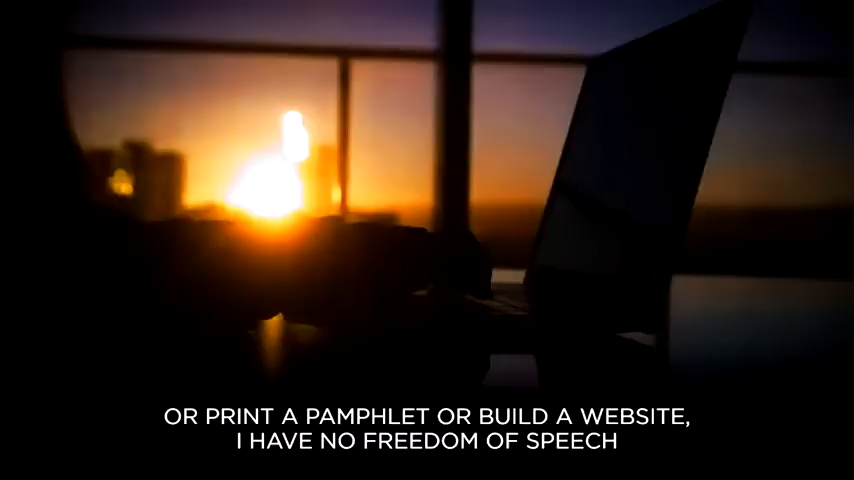 OR PRINT A PAMPHLET OR BUILD A WEBSITE,
I HAVE NO FREEDOM OF SPEECH